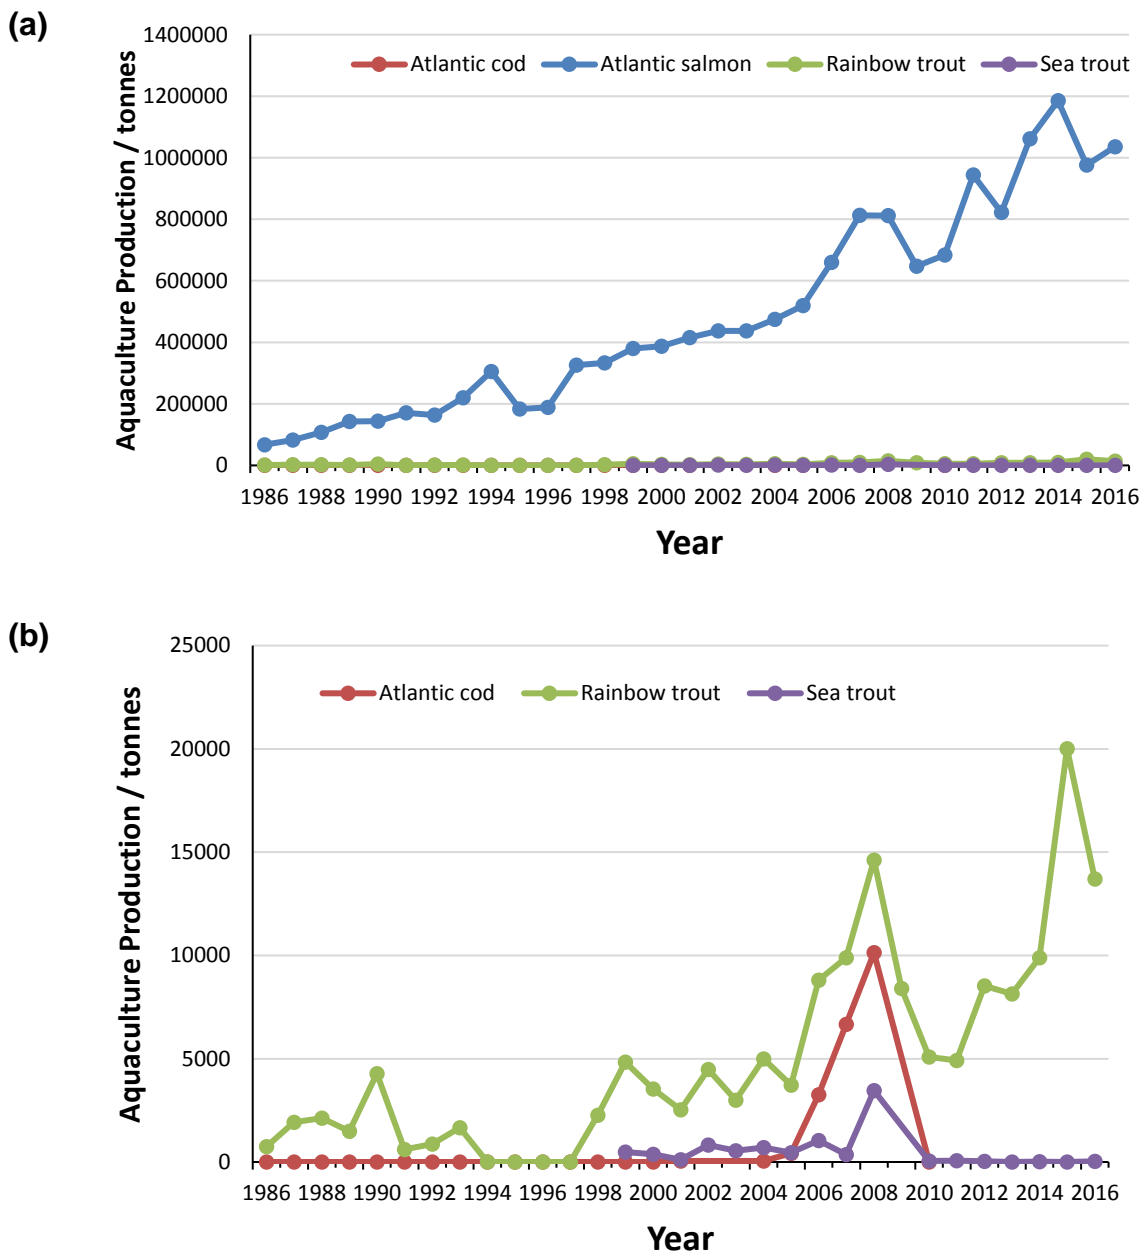 (a)
1400000
Atlantic cod Atlantic salmon Rainbow trout Sea trout
1200000
1000000
800000
600000
400000
200000
0
Aquaculture Production / tonnes
1986 1988 1990 1992 1994 1996 1998 2000 2002 2004 2006 2008 2010 2012 2014 2016
Year
(b)
25000
Atlantic cod Rainbow trout Sea trout
20000
15000
10000
5000
0
Aquaculture Production / tonnes
1986 1988 1990 1992 1994 1996 1998 2000 2002 2004 2006 2008 2010 2012 2014 2016
Year